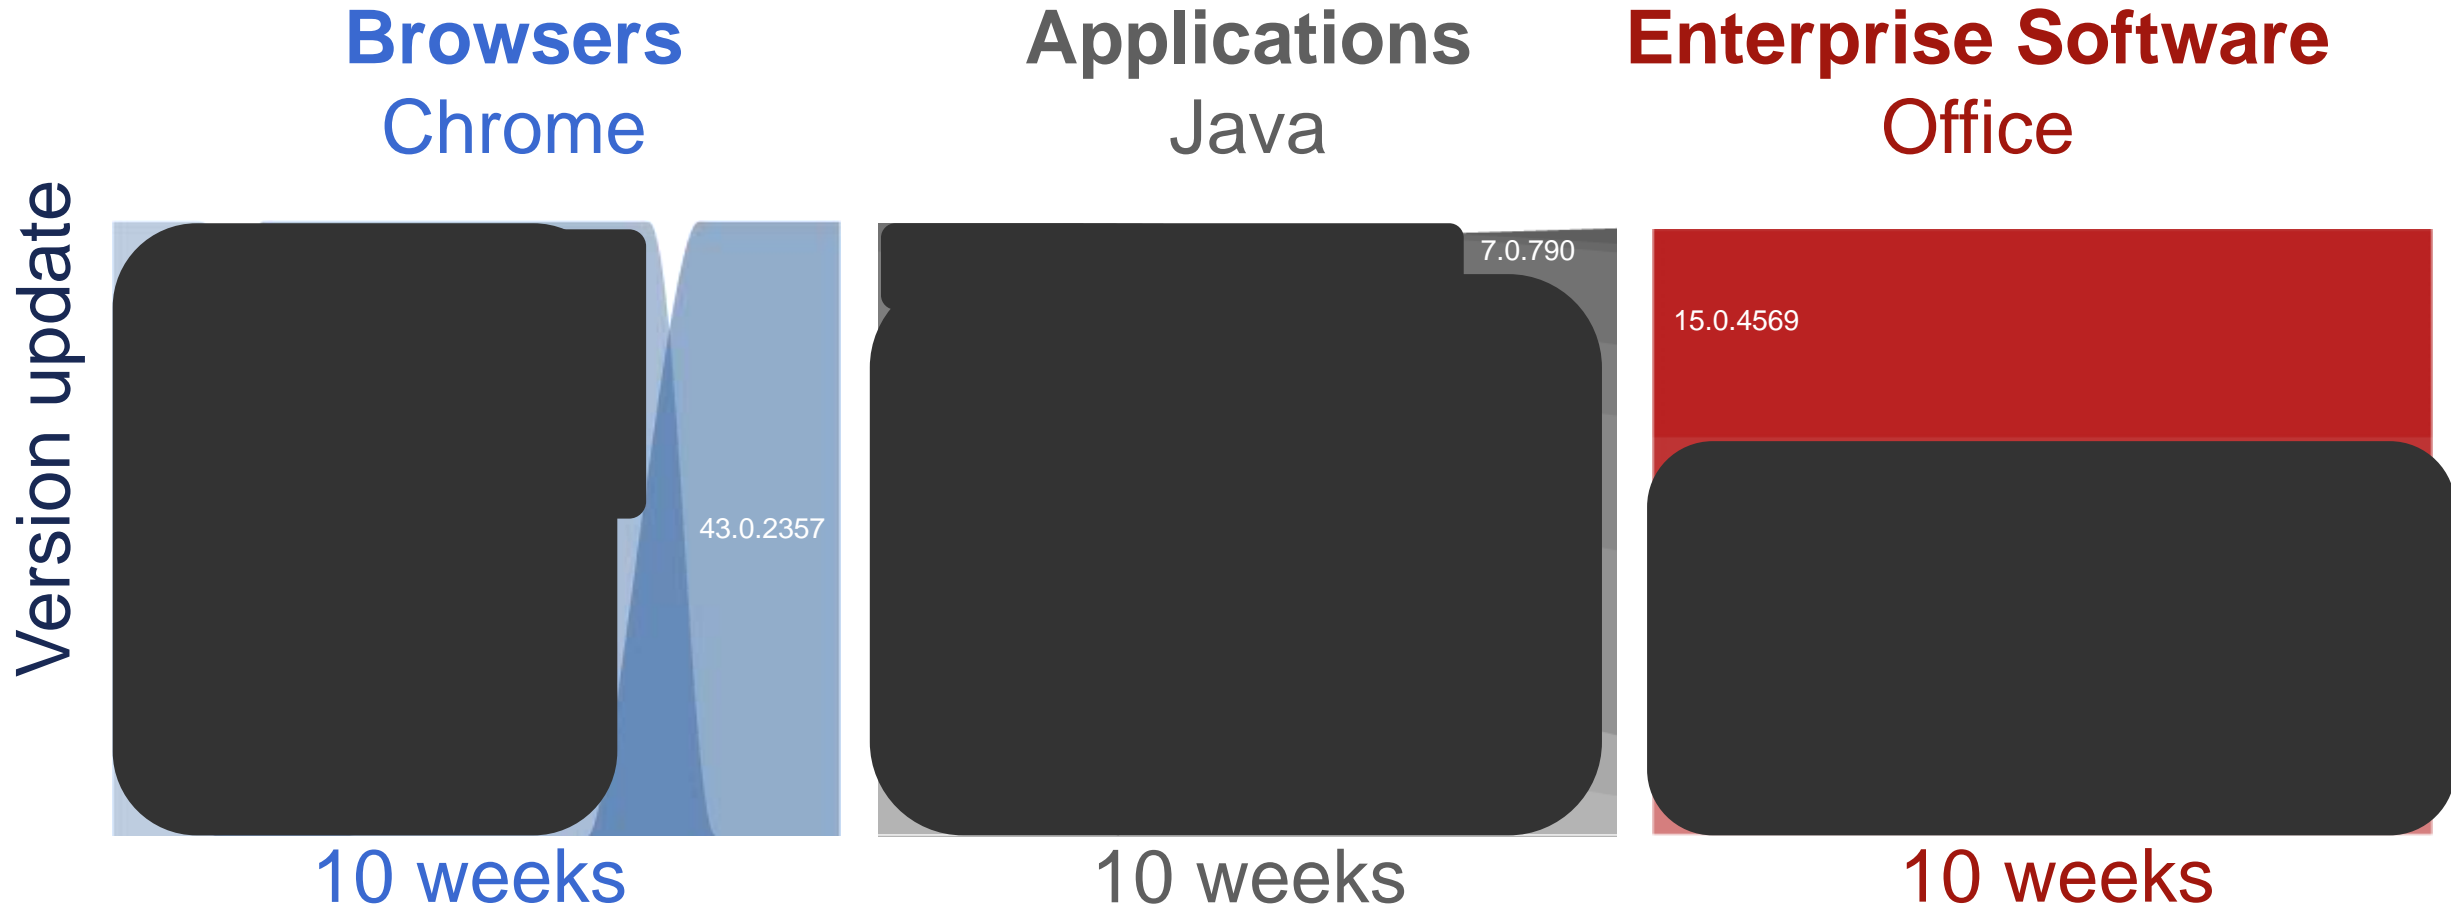 Browsers
Chrome
Applications
Java
Enterprise Software
Office
Version update
43.0.2357
7.0.790
15.0.4569
10 weeks
10 weeks
10 weeks